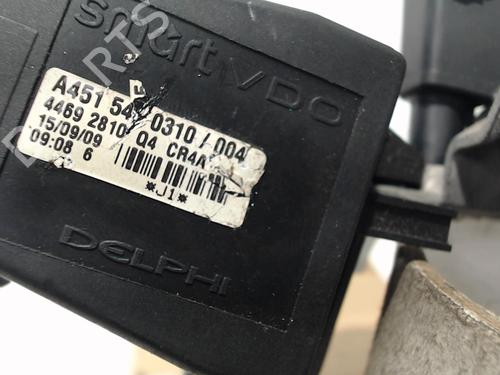 smart VDO
A451 54 0310/004
4469 2810 Q4 CR4A
15/09/09
09:08 6
*J1*
DELPHI